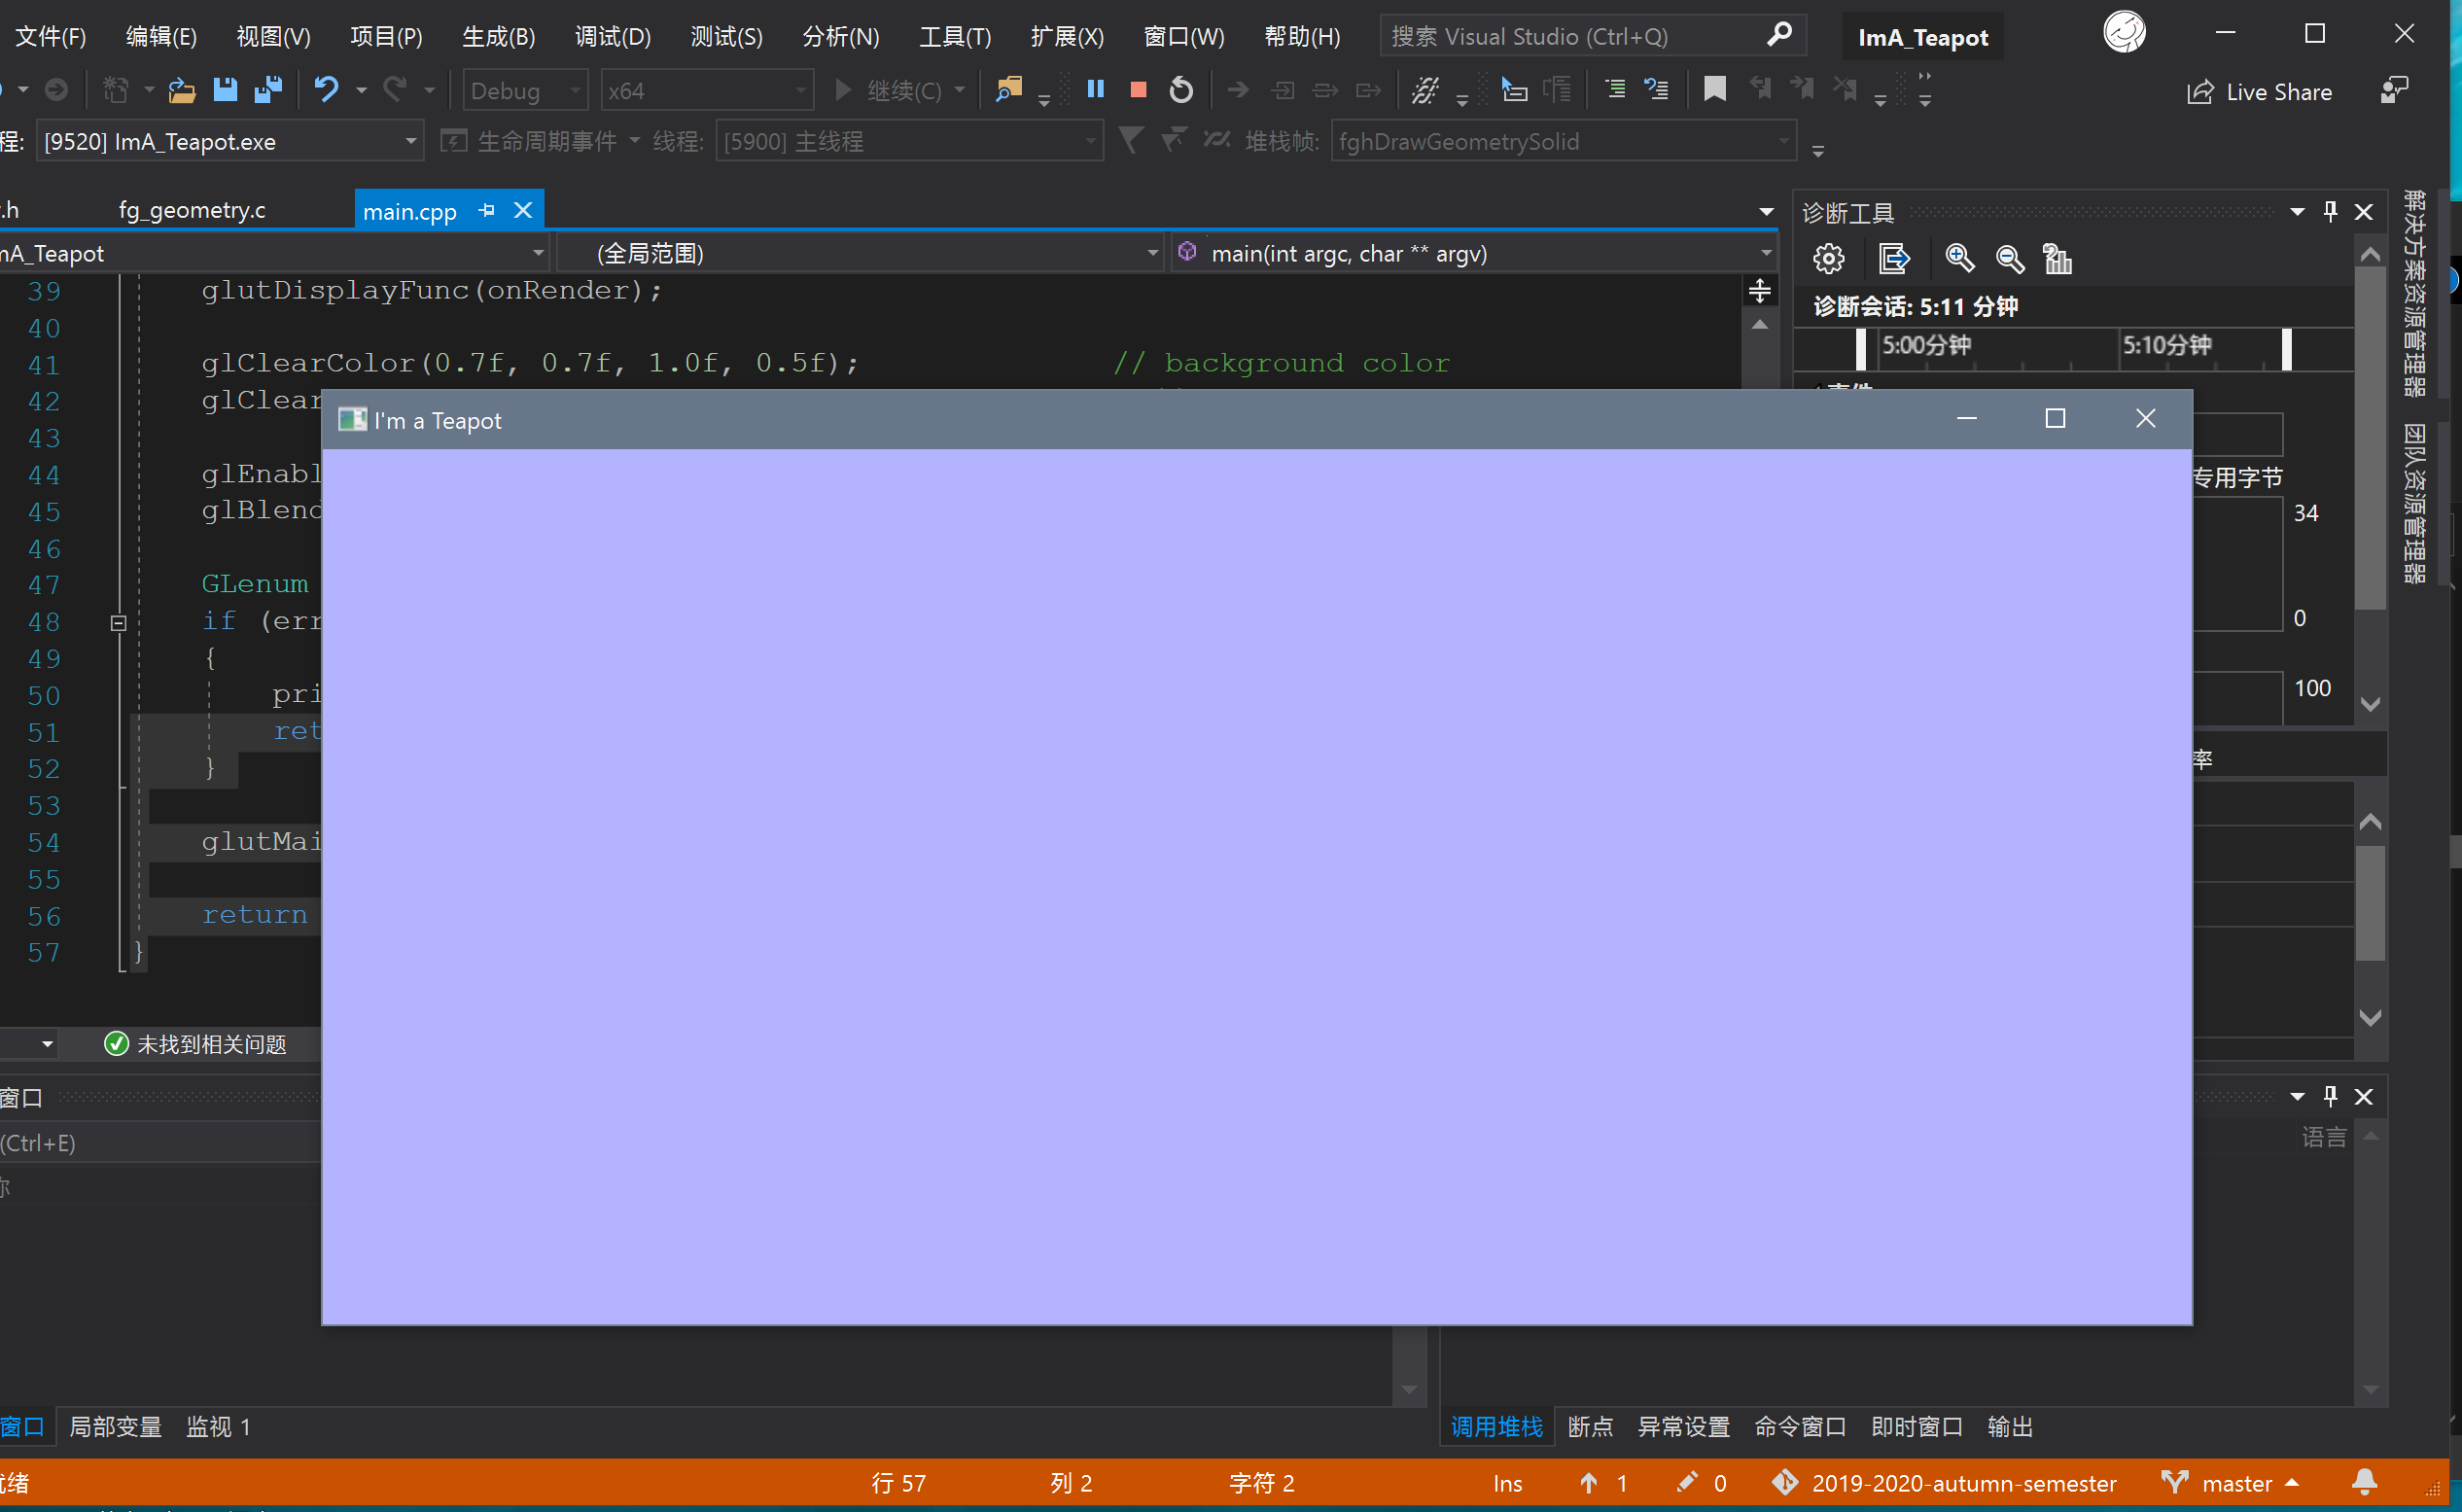 文件(F) 编辑(E) 视图(V) 项目(P) 生成(B) 调试(D) 测试(S) 分析(N) 工具(T) 扩展(X) 窗口(W) 帮助(H) 搜索 Visual Studio (Ctrl+Q) ImA_Teapot
Debug x64 继续(C) Live Share
程: [9520] ImA_Teapot.exe 生命周期事件 线程: [5900] 主线程 堆栈帧: fghDrawGeometrySolid
.h fg_geometry.c main.cpp
mA_Teapot (全局范围) main(int argc, char ** argv)
39 glutDisplayFunc(onRender);
40
41 glClearColor(0.7f, 0.7f, 1.0f, 0.5f); // background color
42 glClear
43
44 glEnabl
45 glBlend
46
47 GLenum
48 if (err
49 {
50 pri
51 ret
52 }
53
54 glutMai
55
56 return
57 }
I'm a Teapot
诊断工具
诊断会话: 5:11 分钟
5:00分钟 5:10分钟
事件
专用字节
34
0
100
率
解决方案资源管理器
团队资源管理器
未找到相关问题
窗口
(Ctrl+E)
称
语言
窗口 局部变量 监视 1
调用堆栈 断点 异常设置 命令窗口 即时窗口 输出
就绪 行 57 列 2 字符 2 Ins 1 0 2019-2020-autumn-semester master